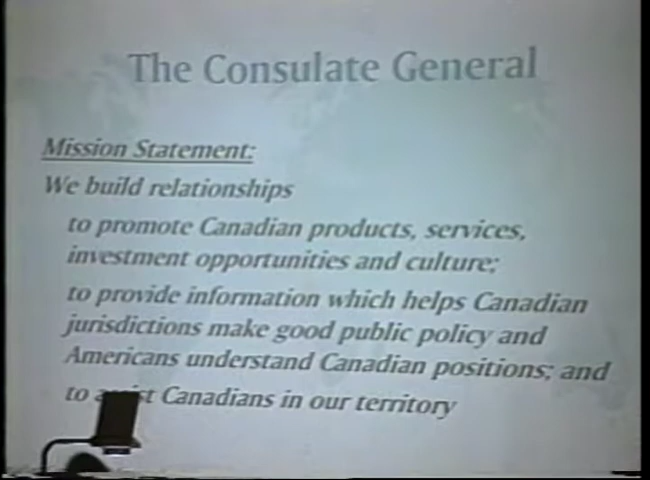 The Consulate General
Mission Statement:
We build relationships
to promote Canadian products, services,
investment opportunities and culture;
to provide information which helps Canadian
jurisdictions make good public policy and
Americans understand Canadian positions; and
to assist Canadians in our territory